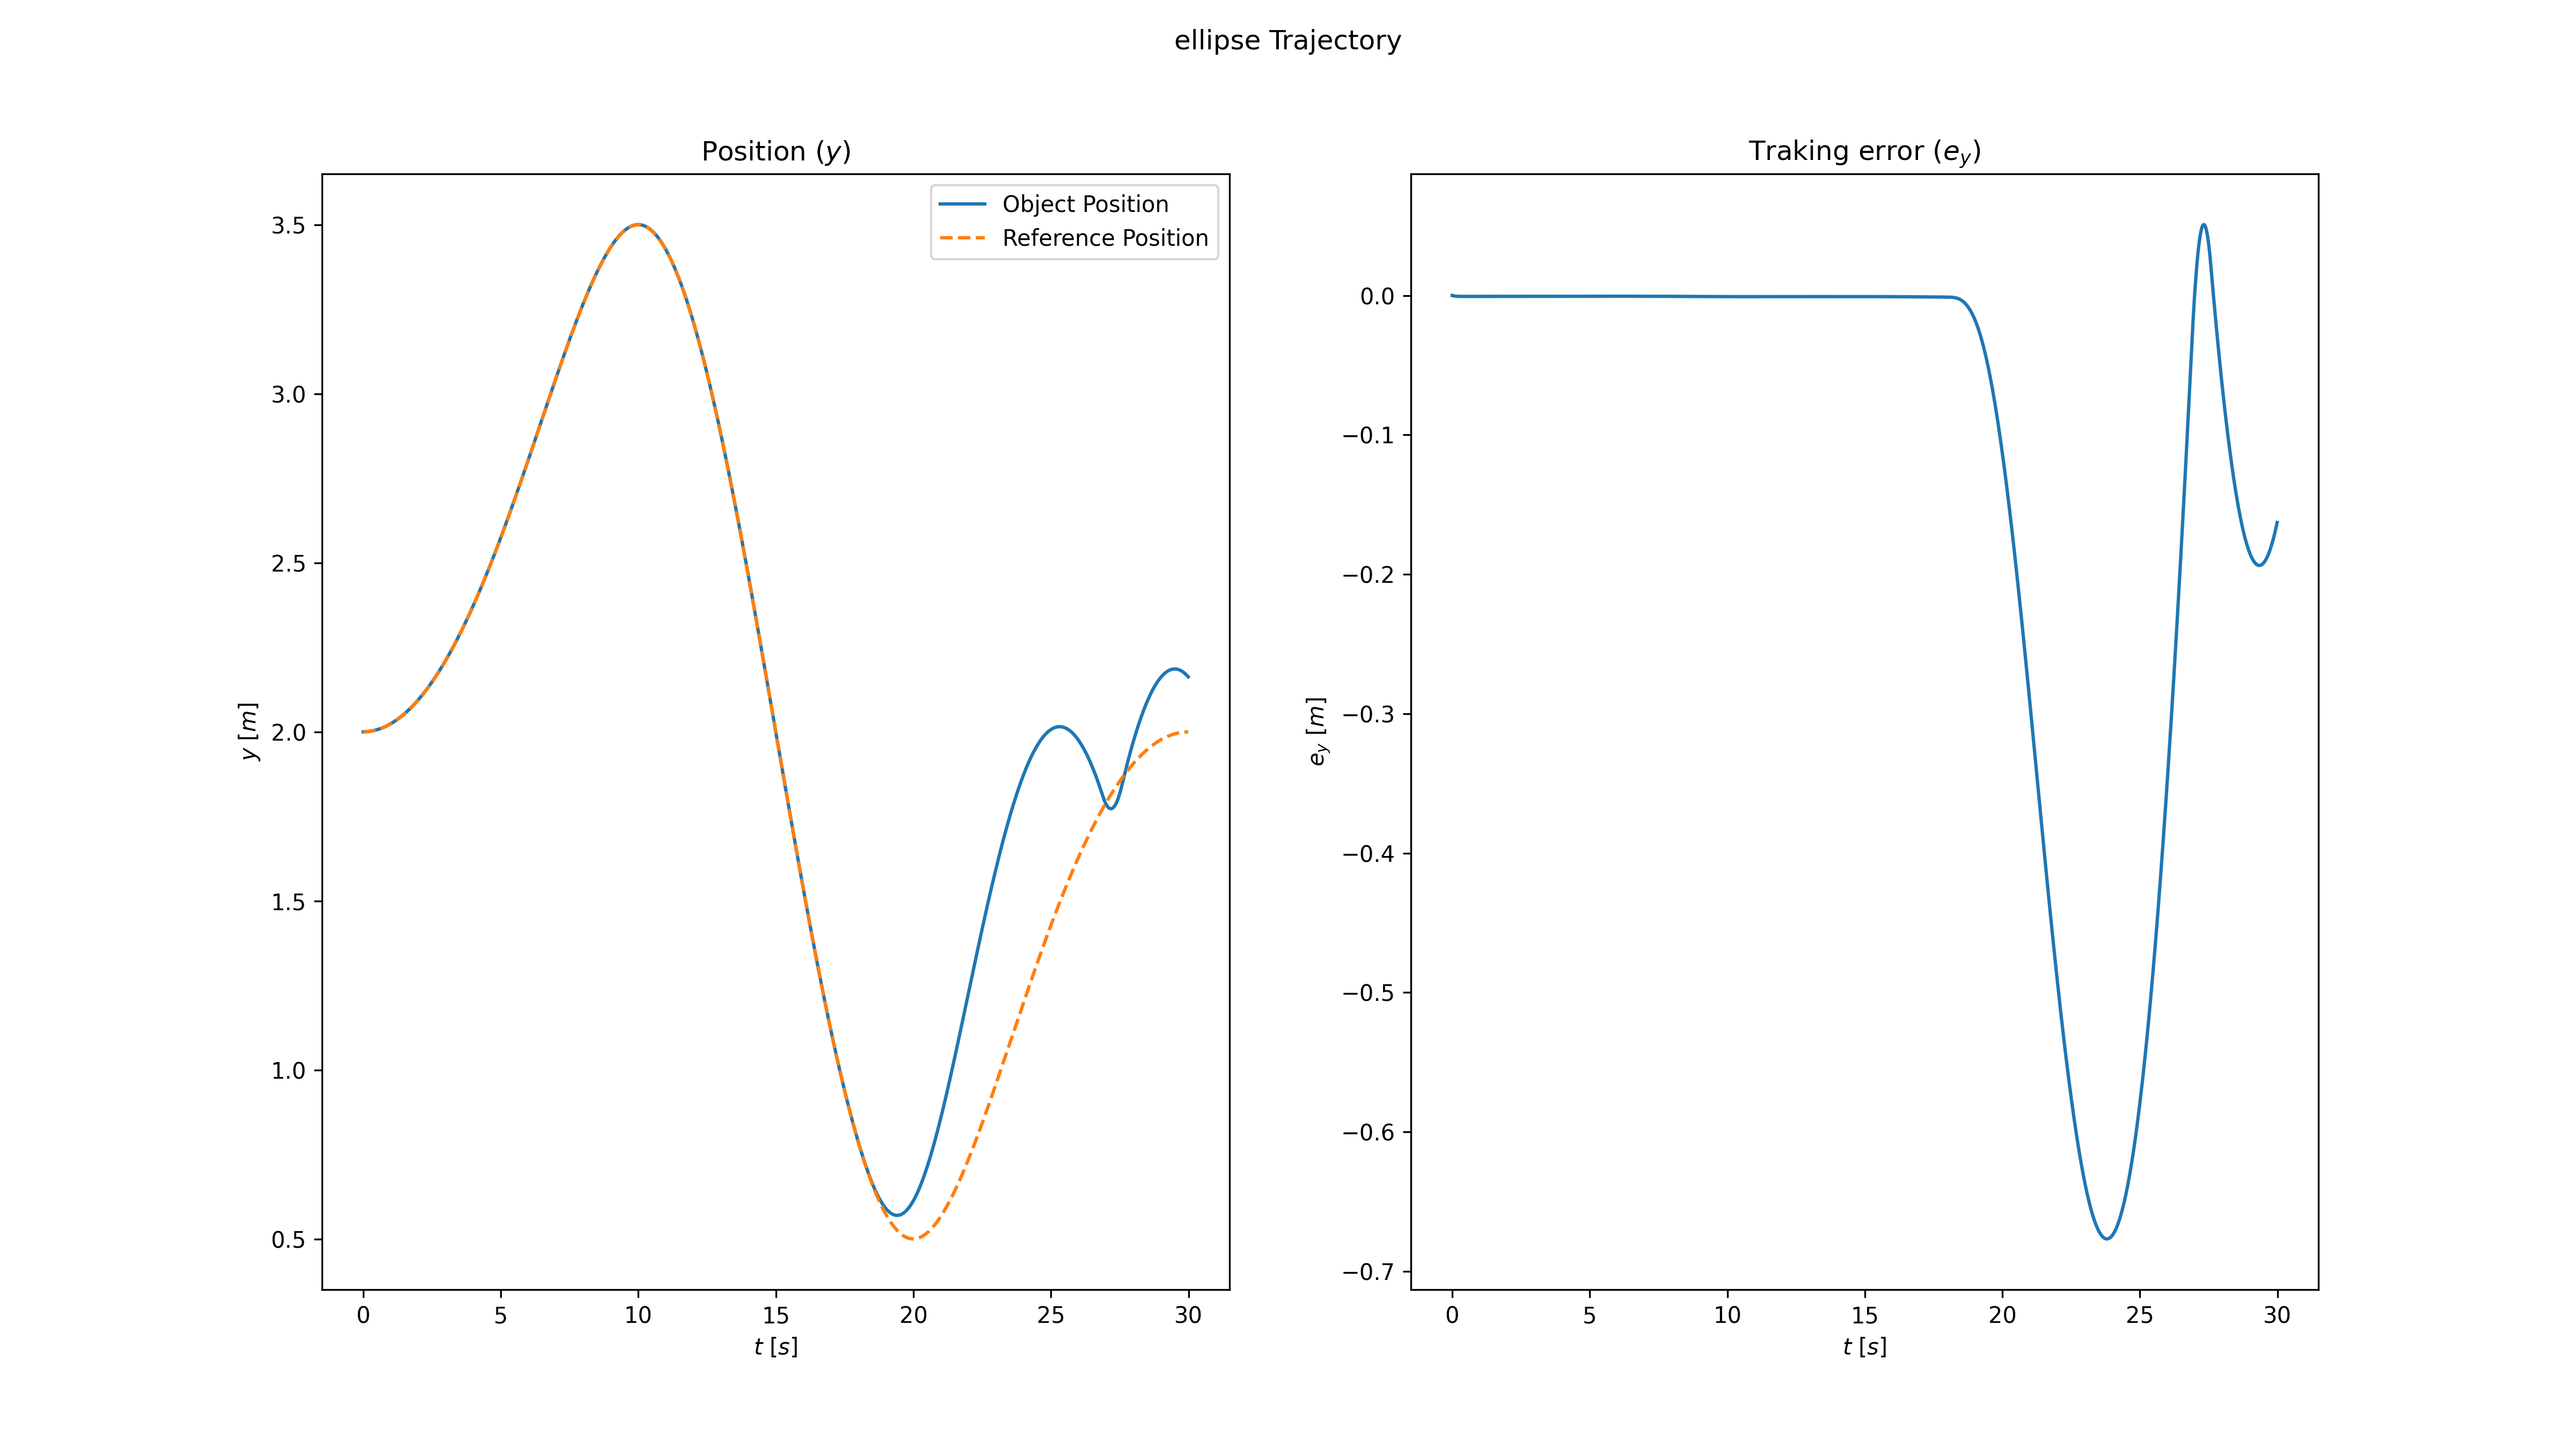 ellipse Trajectory
Position (y)
Object Position
Reference Position
3.5
3.0
2.5
2.0
1.5
1.0
0.5
y [m]
0 5 10 15 20 25 30
t [s]
Traking error (e_y)
0.0
−0.1
−0.2
−0.3
−0.4
−0.5
−0.6
−0.7
e_y [m]
0 5 10 15 20 25 30
t [s]